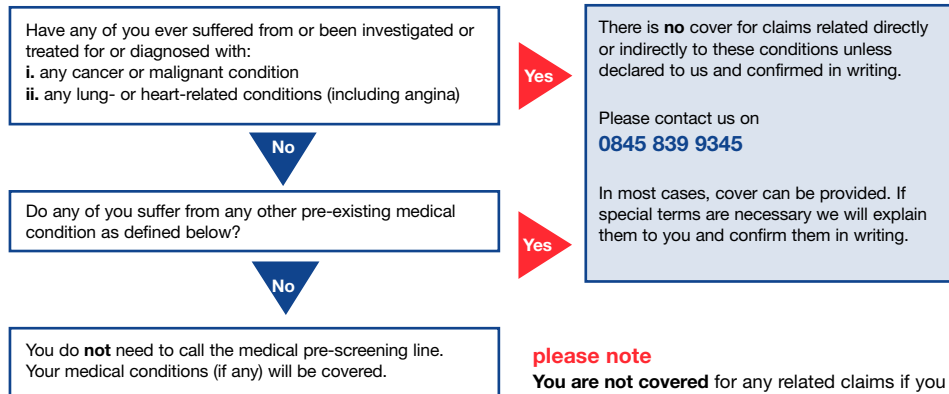 Have any of you ever suffered from or been investigated or
treated for or diagnosed with:
i. any cancer or malignant condition
ii. any lung- or heart-related conditions (including angina)
Yes
There is no cover for claims related directly
or indirectly to these conditions unless
declared to us and confirmed in writing.
Please contact us on
0845 839 9345
In most cases, cover can be provided. If
special terms are necessary we will explain
them to you and confirm them in writing.
No
Do any of you suffer from any other pre-existing medical
condition as defined below?
Yes
No
You do not need to call the medical pre-screening line.
Your medical conditions (if any) will be covered.
please note
You are not covered for any related claims if you